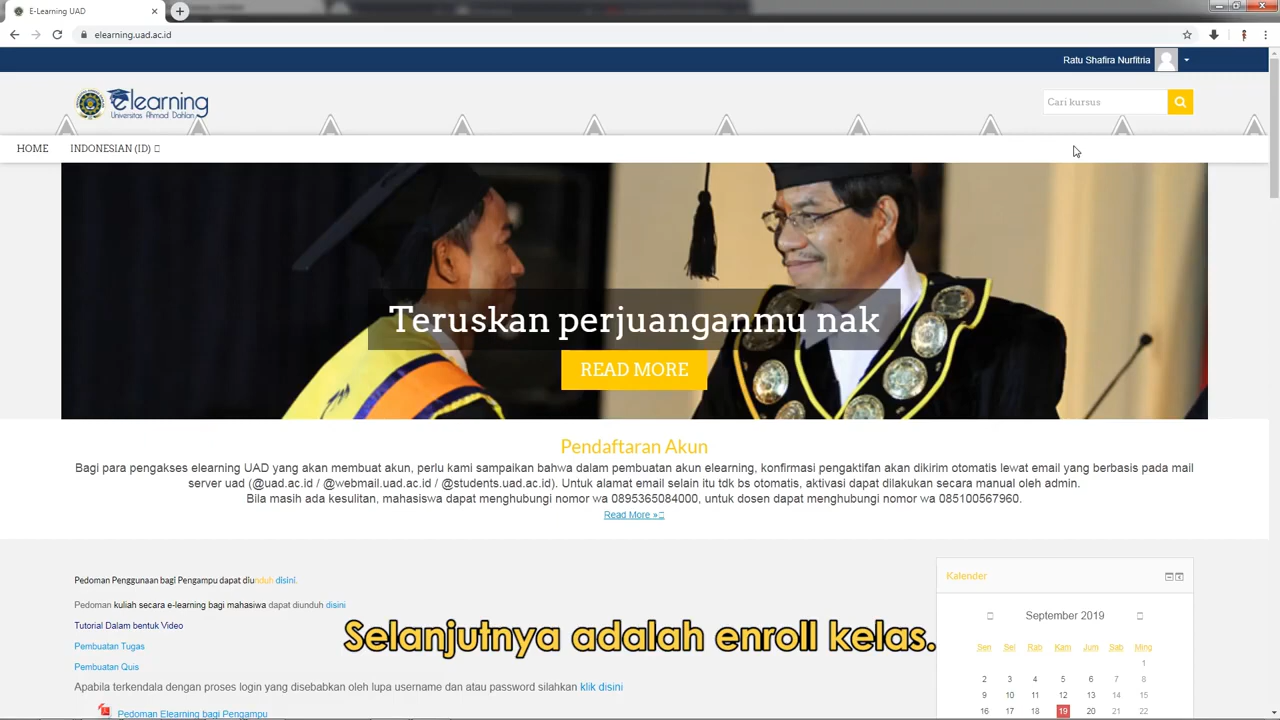 E-Learning UAD
elearning.uad.ac.id
Ratu Shafira Nurfitria
elearning
Universitas Ahmad Dahlan
Cari kursus
HOME
INDONESIAN (ID)
Teruskan perjuanganmu nak
READ MORE
Pendaftaran Akun
Bagi para pengakses elearning UAD yang akan membuat akun, perlu kami sampaikan bahwa dalam pembuatan akun elearning, konfirmasi pengaktifan akan dikirim otomatis lewat email yang berbasis pada mail
server uad (@uad.ac.id / @webmail.uad.ac.id / @students.uad.ac.id). Untuk alamat email selain itu tdk bs otomatis, aktivasi dapat dilakukan secara manual oleh admin.
Bila masih ada kesulitan, mahasiswa dapat menghubungi nomor wa 0895365084000, untuk dosen dapat menghubungi nomor wa 085100567960.
Read More »
Pedoman Penggunaan bagi Pengampu dapat diunduh disini.
Pedoman kuliah secara e-learning bagi mahasiwa dapat diunduh disini
Tutorial Dalam bentuk Video
Pembuatan Tugas
Pembuatan Quis
Apabila terkendala dengan proses login yang disebabkan oleh lupa username dan atau password silahkan klik disini
Pedoman Elearning bagi Pengampu
Selanjutnya adalah enroll kelas.
Kalender
September 2019
Sen Sel Rab Kam Jum Sab Ming
1
2 3 4 5 6 7 8
9 10 11 12 13 14 15
16 17 18 19 20 21 22